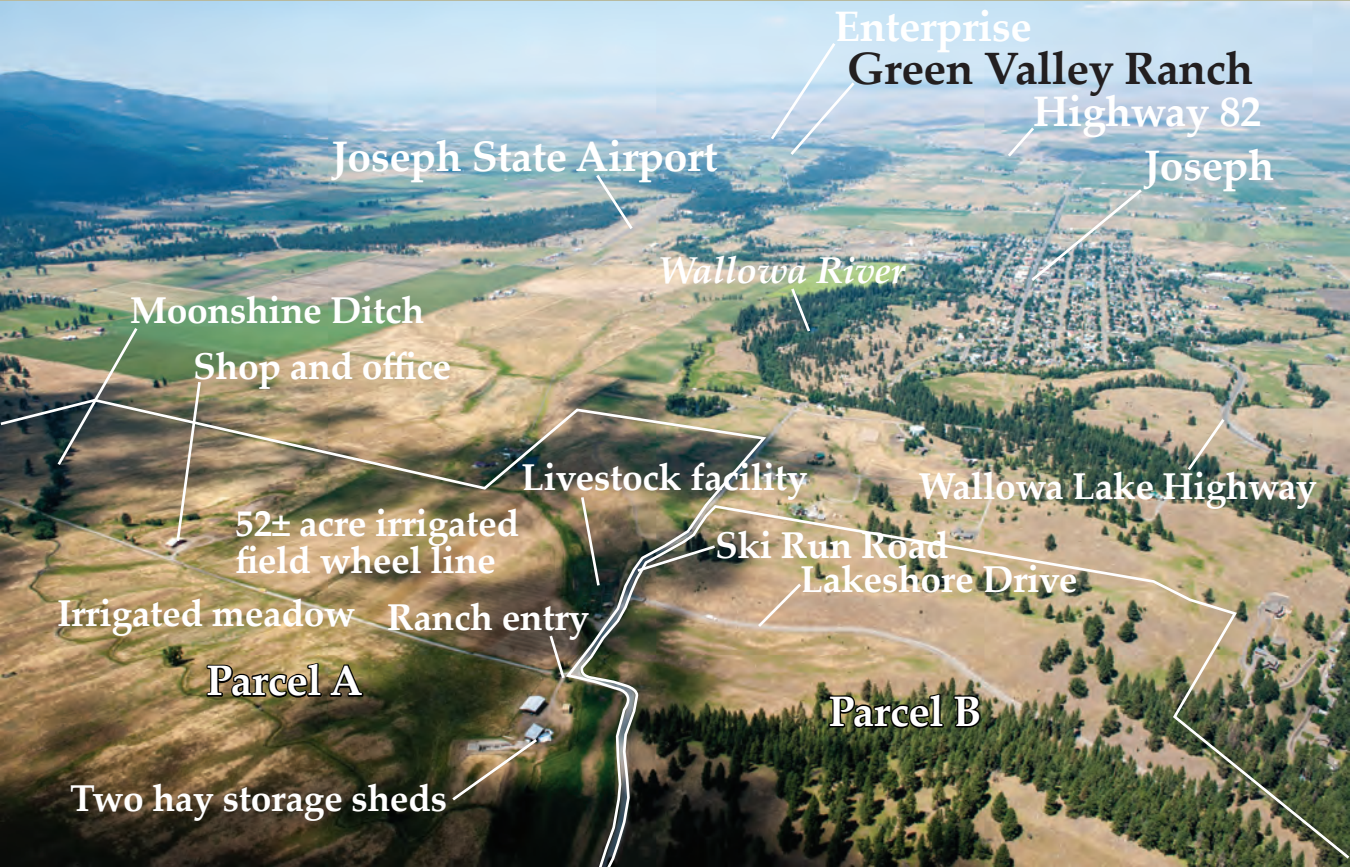 Enterprise
Green Valley Ranch
Highway 82
Joseph State Airport
Joseph
Wallowa River
Moonshine Ditch
Shop and office
Livestock facility
Wallowa Lake Highway
52± acre irrigated
field wheel line
Ski Run Road
Lakeshore Drive
Irrigated meadow
Ranch entry
Parcel A
Parcel B
Two hay storage sheds